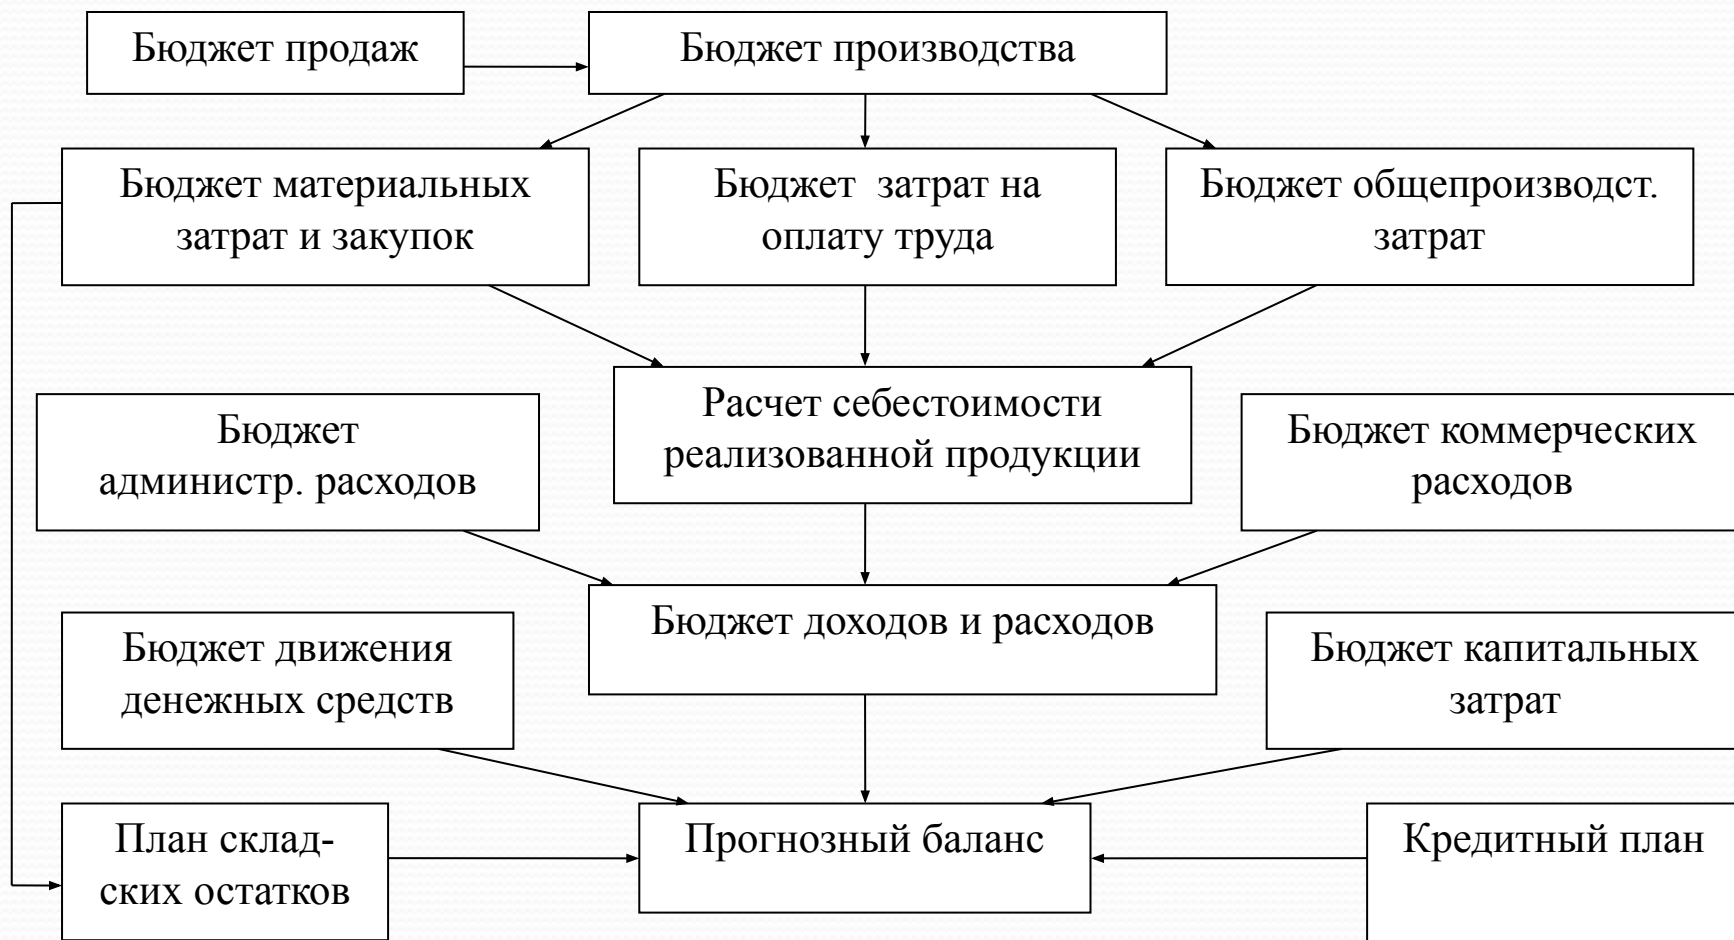 Бюджет продаж
Бюджет производства
Бюджет материальных
затрат и закупок
Бюджет затрат на
оплату труда
Бюджет общепроизводст.
затрат
Расчет себестоимости
реализованной продукции
Бюджет
администр. расходов
Бюджет коммерческих
расходов
Бюджет доходов и расходов
Бюджет движения
денежных средств
Бюджет капитальных
затрат
План склад-
ских остатков
Прогнозный баланс
Кредитный план